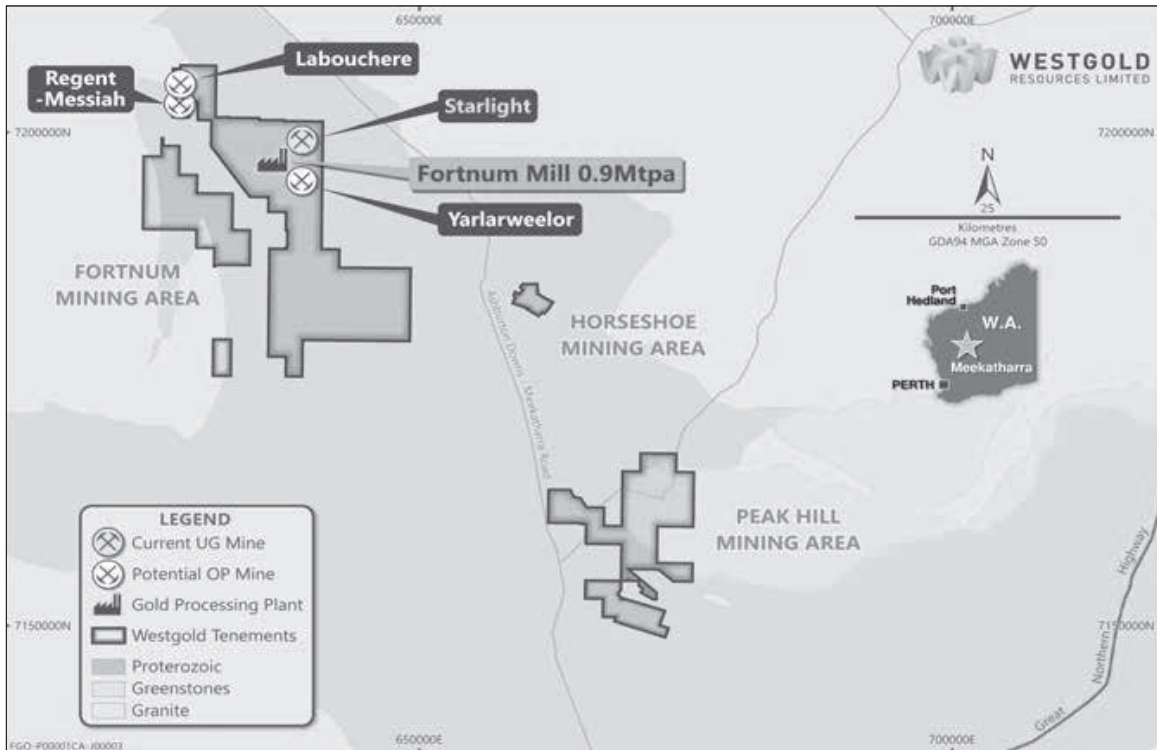 650000E
700000E
WESTGOLD
RESOURCES LIMITED
Labouchere
Regent
-Messiah
Starlight
7200000N
7200000N
Fortnum Mill 0.9Mtpa
N
25
Kilometres
GDA94 MGA Zone 50
Yarlarweelor
FORTNUM
MINING AREA
Port
Hedland
W.A.
Meekatharra
PERTH
HORSESHOE
MINING AREA
Ashburton Downs - Meekatharra Road
PEAK HILL
MINING AREA
LEGEND
Current UG Mine
Potential OP Mine
Gold Processing Plant
Westgold Tenements
Proterozoic
Greenstones
Granite
7150000N
7150000N
Great Northern Highway
FGO-P00001CA-J00003
650000E
700000E